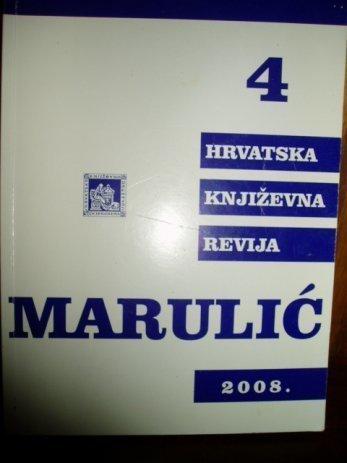 4
HRVATSKA
KNJIŽEVNA
REVIJA
MARULIĆ
2008.